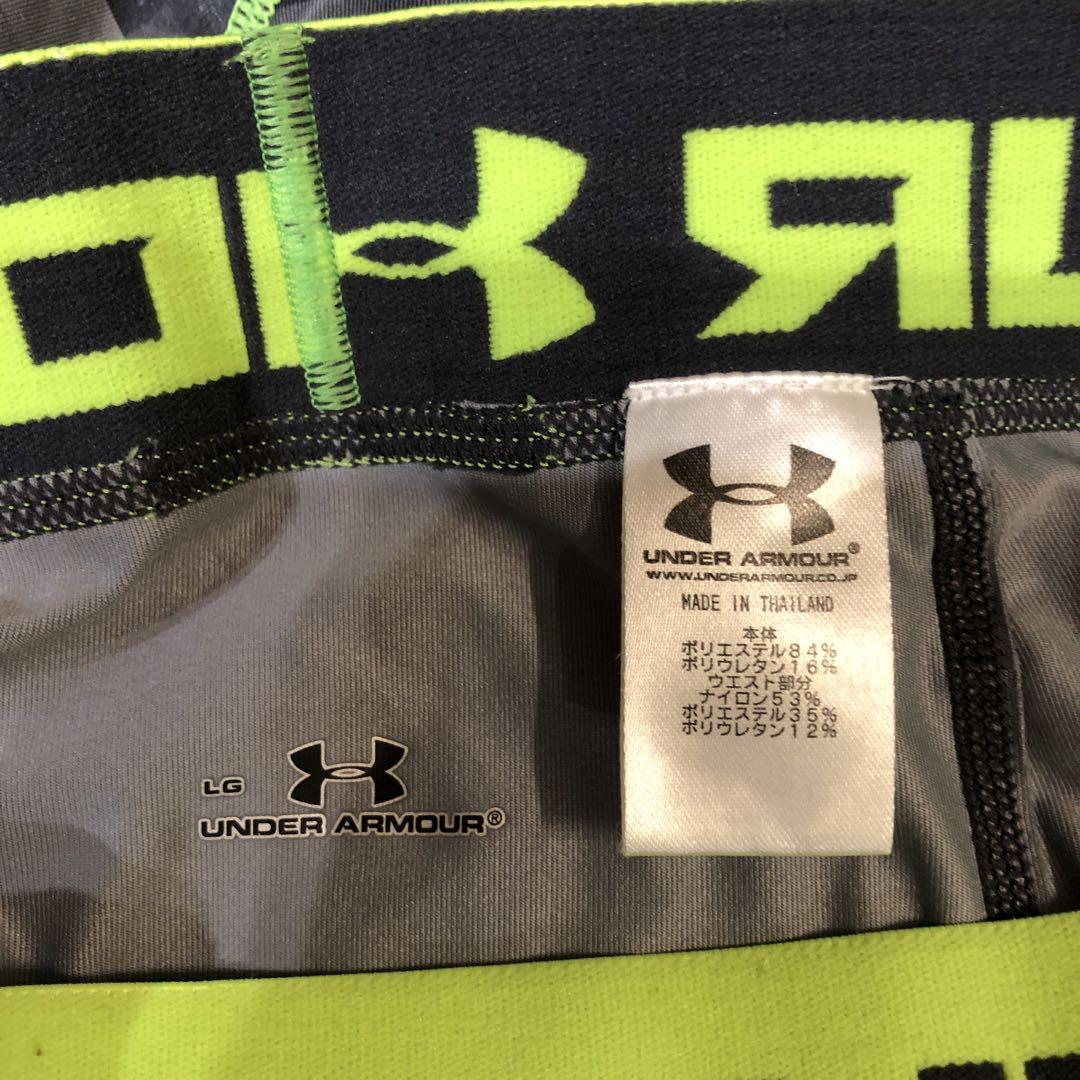 UNDER ARMOUR®
WWW.UNDERARMOUR.CO.JP
MADE IN THAILAND
本体
ポリエステル84%
ポリウレタン16%
ウエスト部分
ナイロン53%
ポリエステル35%
ポリウレタン12%
LG
UNDER ARMOUR®